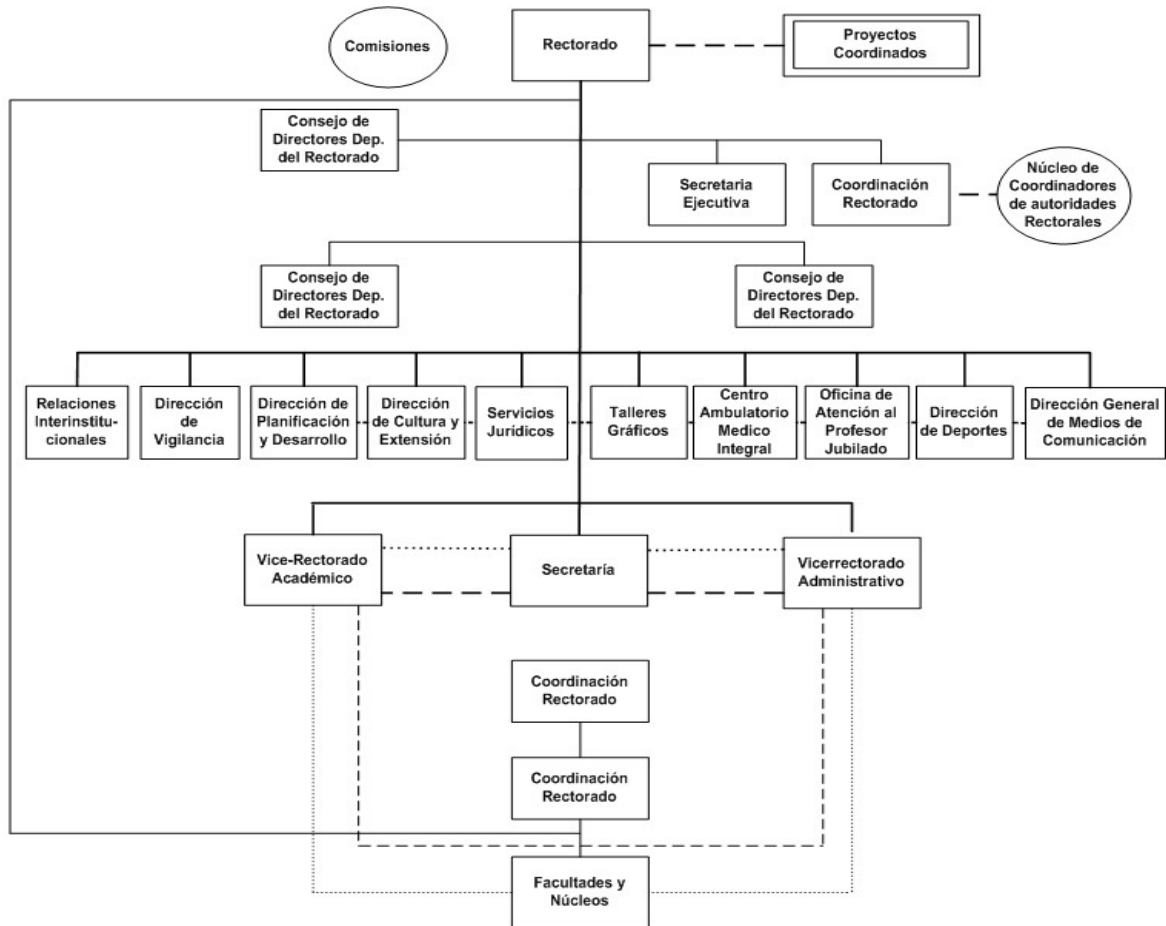 Comisiones
Rectorado
Proyectos
Coordinados
Consejo de
Directores Dep.
del Rectorado
Secretaria
Ejecutiva
Coordinación
Rectorado
Núcleo de
Coordinadores
de autoridades
Rectorales
Consejo de
Directores Dep.
del Rectorado
Consejo de
Directores Dep.
del Rectorado
Relaciones
Interinstitu-
cionales
Dirección
de
Vigilancia
Dirección de
Planificación
y Desarrollo
Dirección
de Cultura y
Extensión
Servicios
Jurídicos
Talleres
Gráficos
Centro
Ambulatorio
Medico
Integral
Oficina de
Atención al
Profesor
Jubilado
Dirección
de Deportes
Dirección General
de Medios de
Comunicación
Vice-Rectorado
Académico
Secretaría
Vicerrectorado
Administrativo
Coordinación
Rectorado
Coordinación
Rectorado
Facultades y
Núcleos